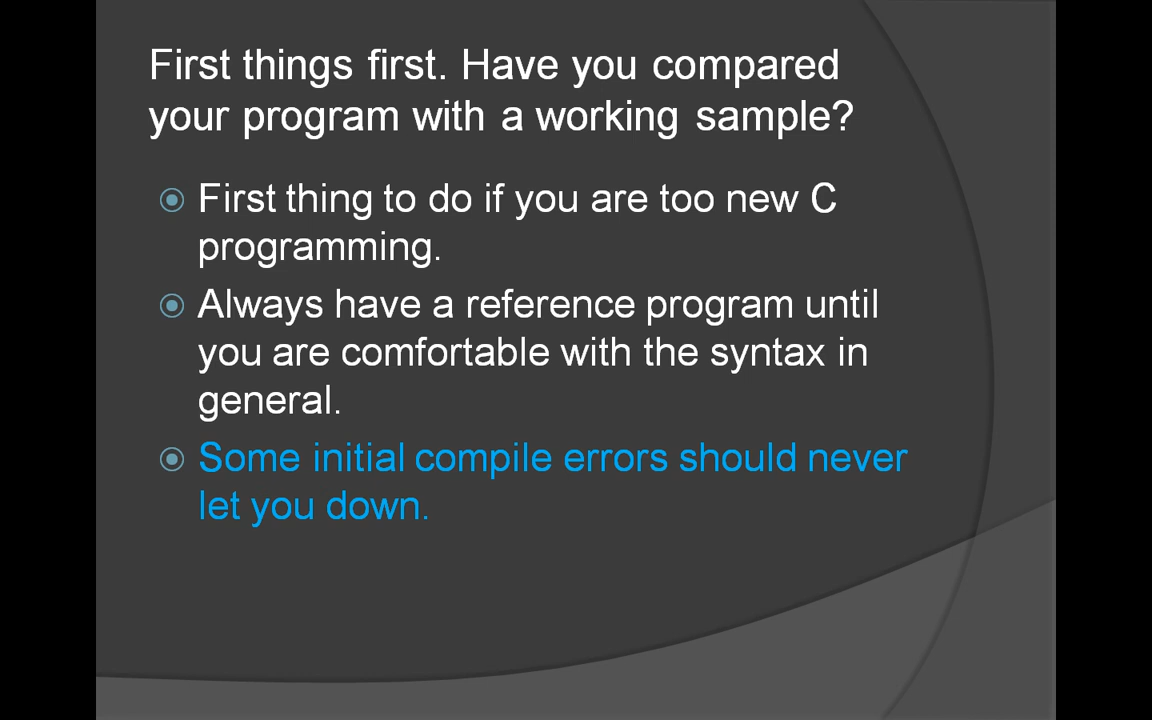 First things first. Have you compared
your program with a working sample?
First thing to do if you are too new C
programming.
Always have a reference program until
you are comfortable with the syntax in
general.
Some initial compile errors should never
let you down.